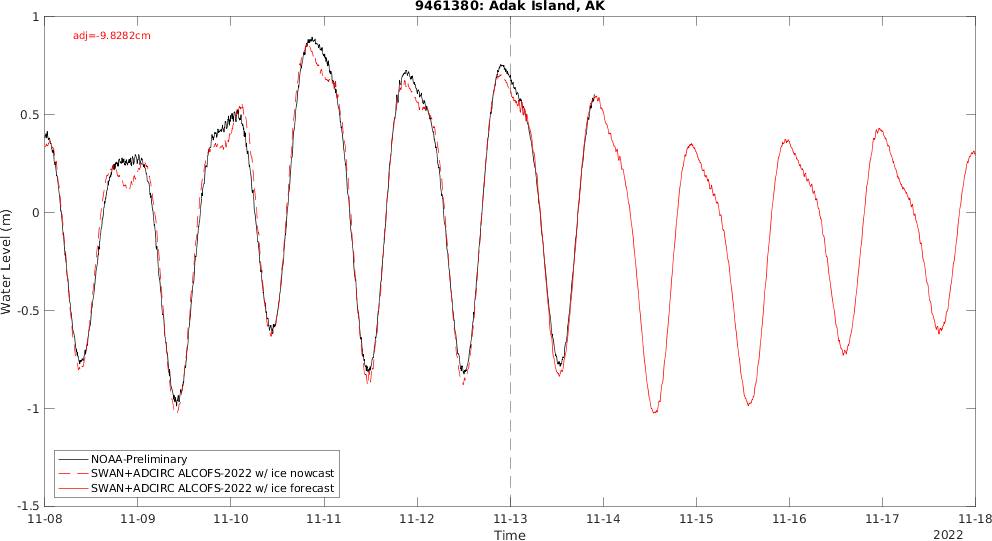 9461380: Adak Island, AK
adj=-9.8282cm
1
0.5
0
-0.5
-1
-1.5
Water Level (m)
NOAA-Preliminary
SWAN+ADCIRC ALCOFS-2022 w/ ice nowcast
SWAN+ADCIRC ALCOFS-2022 w/ ice forecast
11-08 11-09 11-10 11-11 11-12 11-13 11-14 11-15 11-16 11-17 11-18
Time
2022